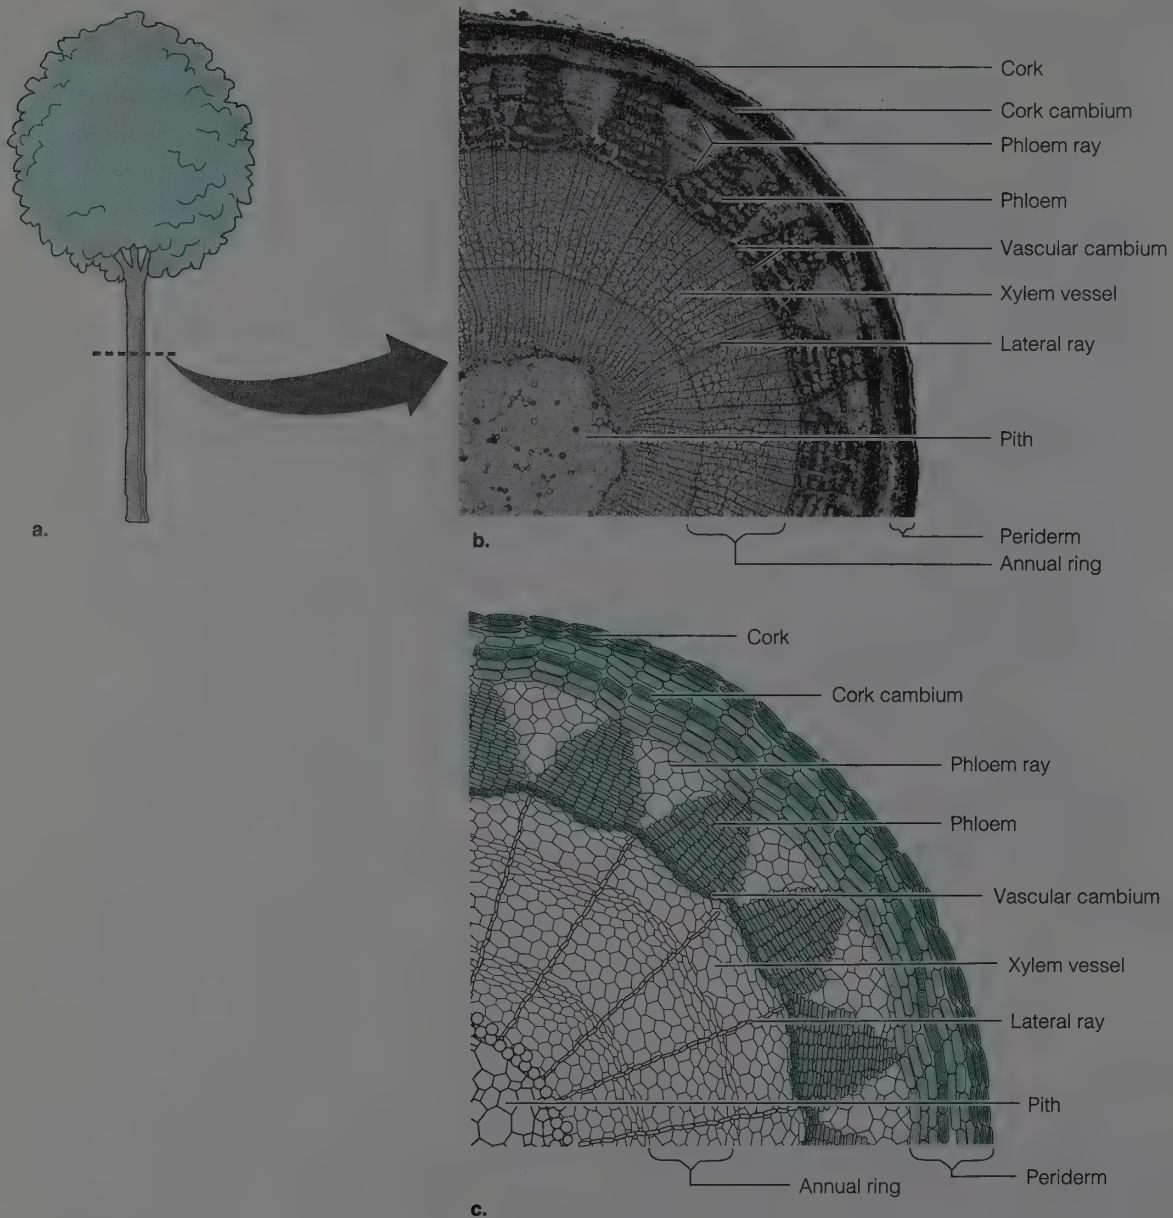 Cork
Cork cambium
Phloem ray
Phloem
Vascular cambium
Xylem vessel
Lateral ray
Pith
a.
b.
Periderm
Annual ring
Cork
Cork cambium
Phloem ray
Phloem
Vascular cambium
Xylem vessel
Lateral ray
Pith
Periderm
Annual ring
c.